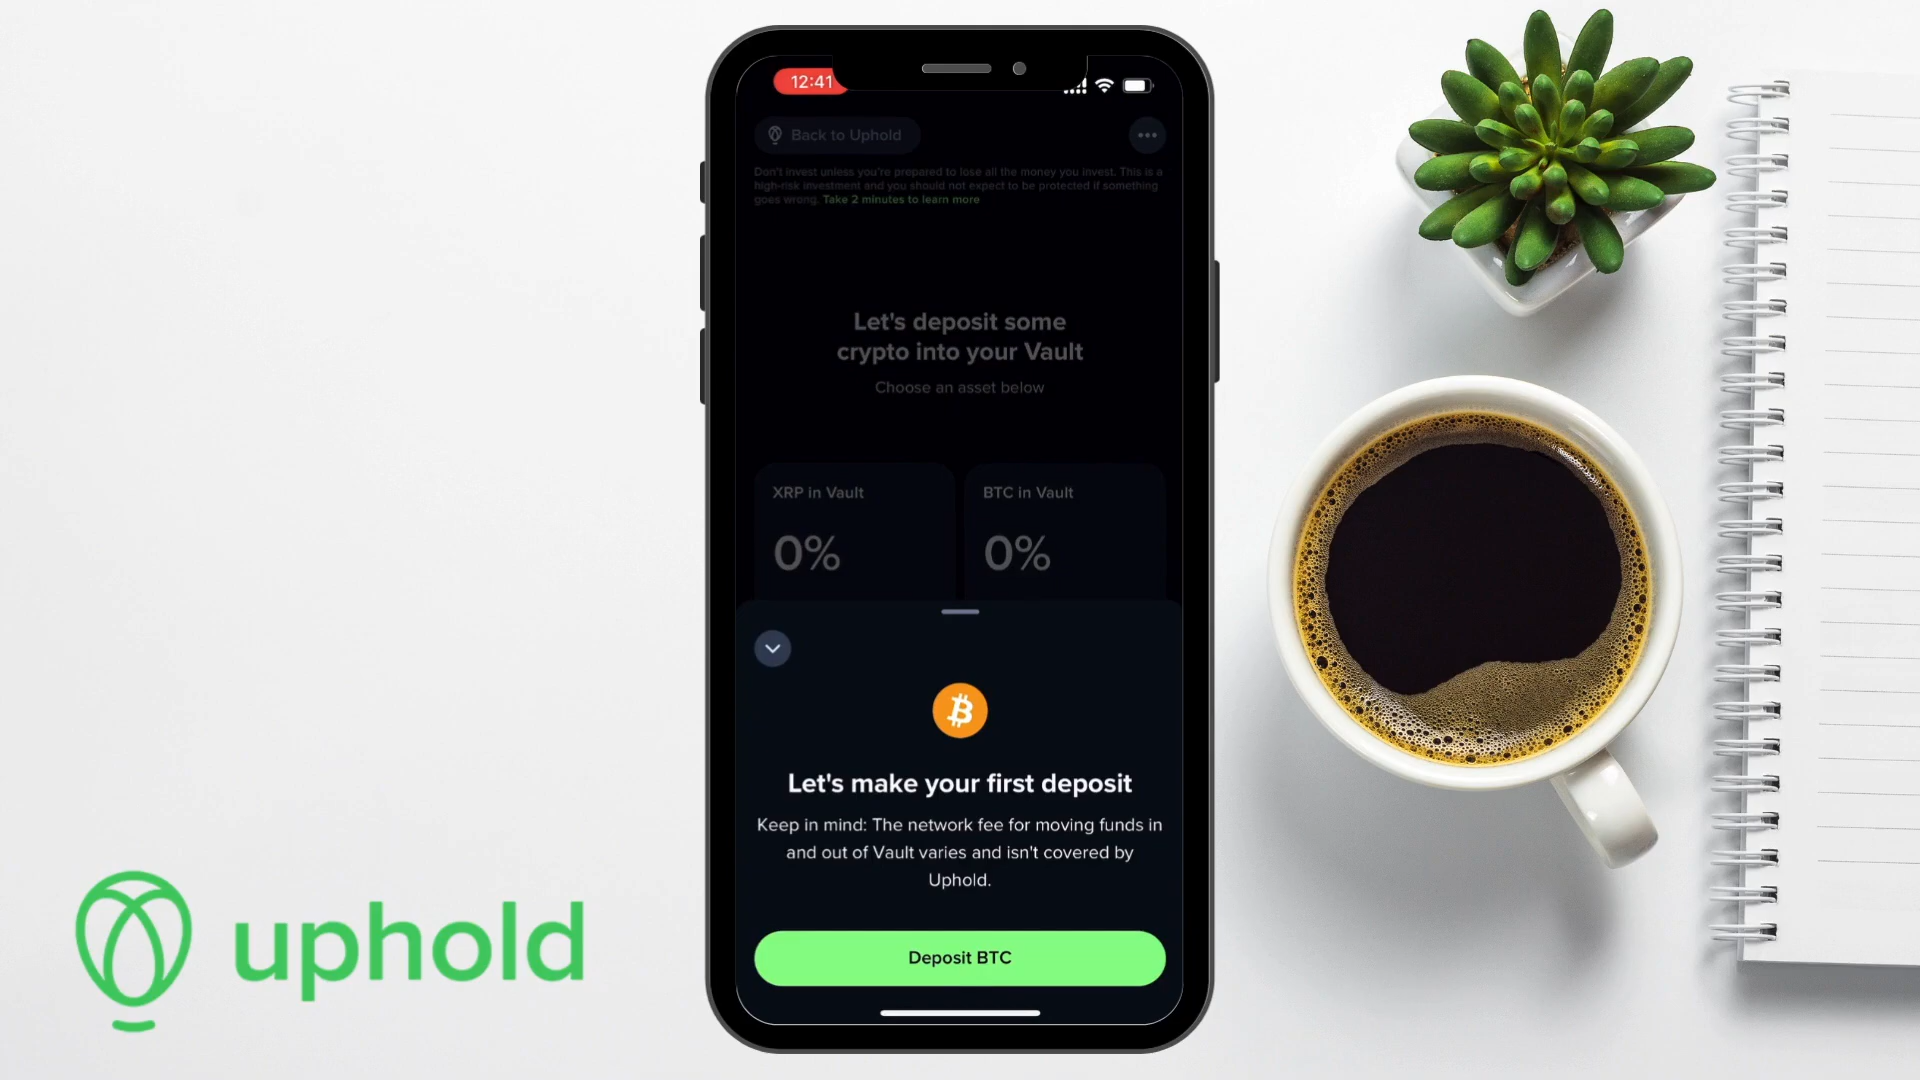 12:41
Back to Uphold
Don't invest unless you're prepared to lose all the money you invest. This is a
high-risk investment and you should not expect to be protected if something
goes wrong. Take 2 minutes to learn more
Let's deposit some
crypto into your Vault
Choose an asset below
XRP in Vault
BTC in Vault
0%
0%
Let's make your first deposit
Keep in mind: The network fee for moving funds in
and out of Vault varies and isn't covered by
Uphold.
Deposit BTC
uphold